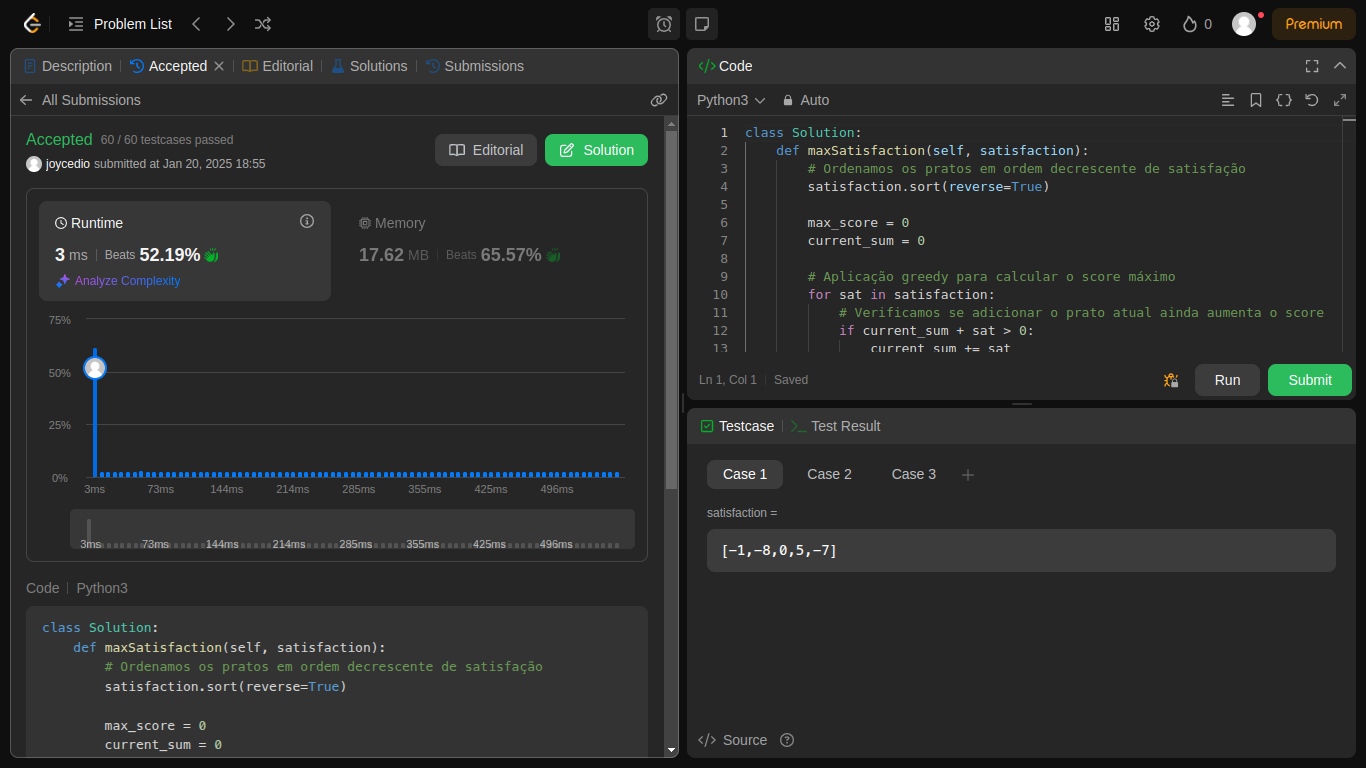 Problem List
0
Premium
Description
Accepted
Editorial
Solutions
Submissions
All Submissions
Accepted 60 / 60 testcases passed
joycedio submitted at Jan 20, 2025 18:55
Editorial
Solution
Runtime
3 ms Beats 52.19%
Analyze Complexity
Memory
17.62 MB Beats 65.57%
75%
50%
25%
0%
3ms 73ms 144ms 214ms 285ms 355ms 425ms 496ms
3ms 73ms 144ms 214ms 285ms 355ms 425ms 496ms
Code Python3
class Solution:
def maxSatisfaction(self, satisfaction):
# Ordenamos os pratos em ordem decrescente de satisfação
satisfaction.sort(reverse=True)
max_score = 0
current_sum = 0
</> Code
Python3
Auto
1 class Solution:
2 def maxSatisfaction(self, satisfaction):
3 # Ordenamos os pratos em ordem decrescente de satisfação
4 satisfaction.sort(reverse=True)
5
6 max_score = 0
7 current_sum = 0
8
9 # Aplicação greedy para calcular o score máximo
10 for sat in satisfaction:
11 # Verificamos se adicionar o prato atual ainda aumenta o score
12 if current_sum + sat > 0:
13 current_sum += sat
Ln 1, Col 1 Saved
Run
Submit
Testcase
Test Result
Case 1
Case 2
Case 3
satisfaction =
[-1,-8,0,5,-7]
</> Source